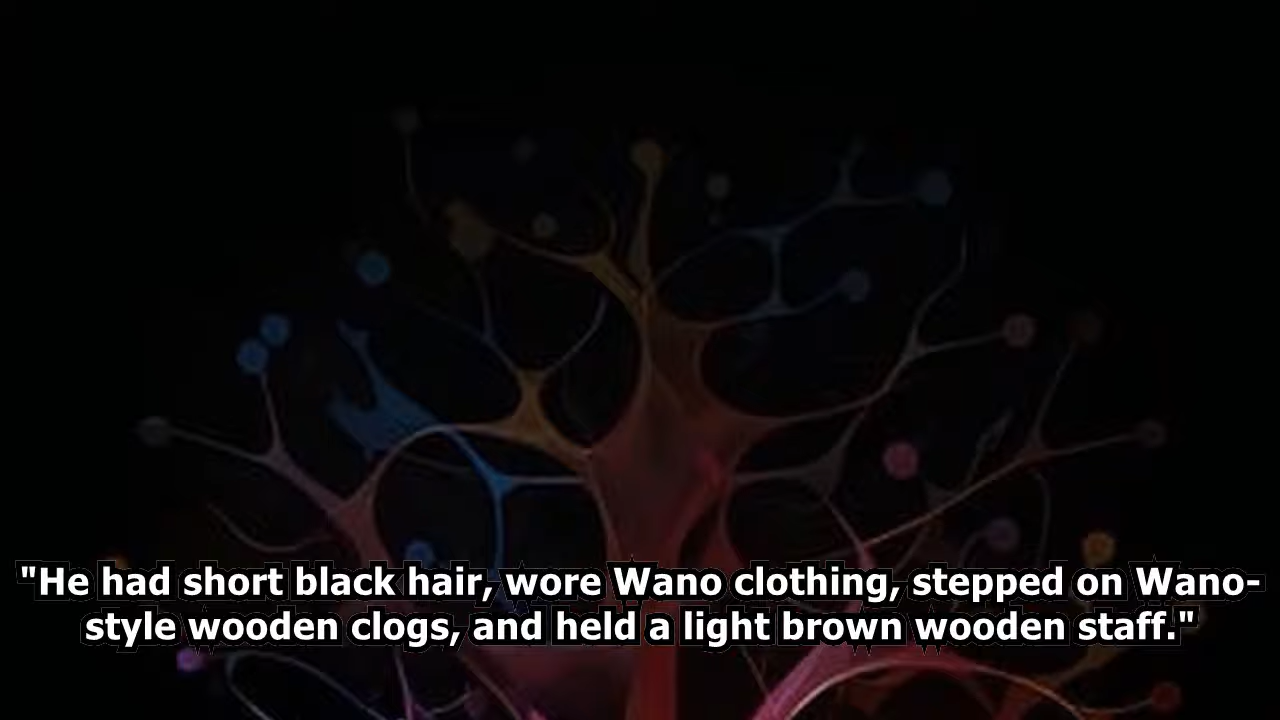 "He had short black hair, wore Wano clothing, stepped on Wano-
style wooden clogs, and held a light brown wooden staff."